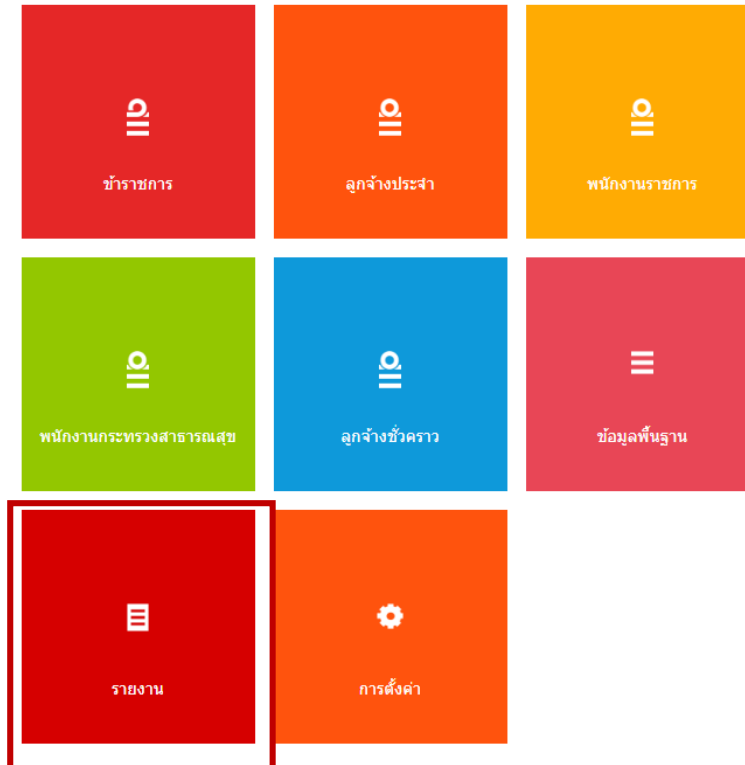 ข้าราชการ
ลูกจ้างประจำ
พนักงานราชการ
พนักงานกระทรวงสาธารณสุข
ลูกจ้างชั่วคราว
ข้อมูลพื้นฐาน
รายงาน
การตั้งค่า